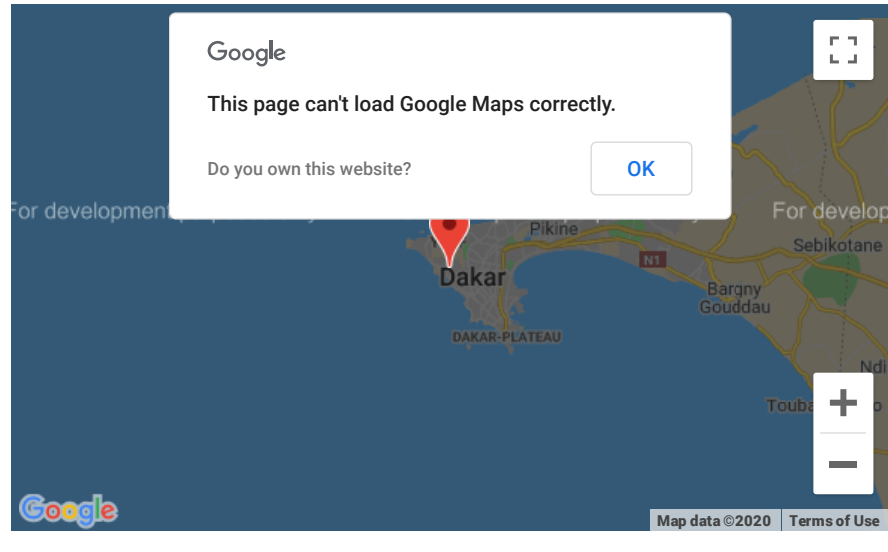 Google
This page can't load Google Maps correctly.
Do you own this website?
OK
For development
For develop
Pikine
Sebikotane
N1
Dakar
Bargny
Gouddau
DAKAR-PLATEAU
Ndi
Touba
Google
Map data ©2020
Terms of Use